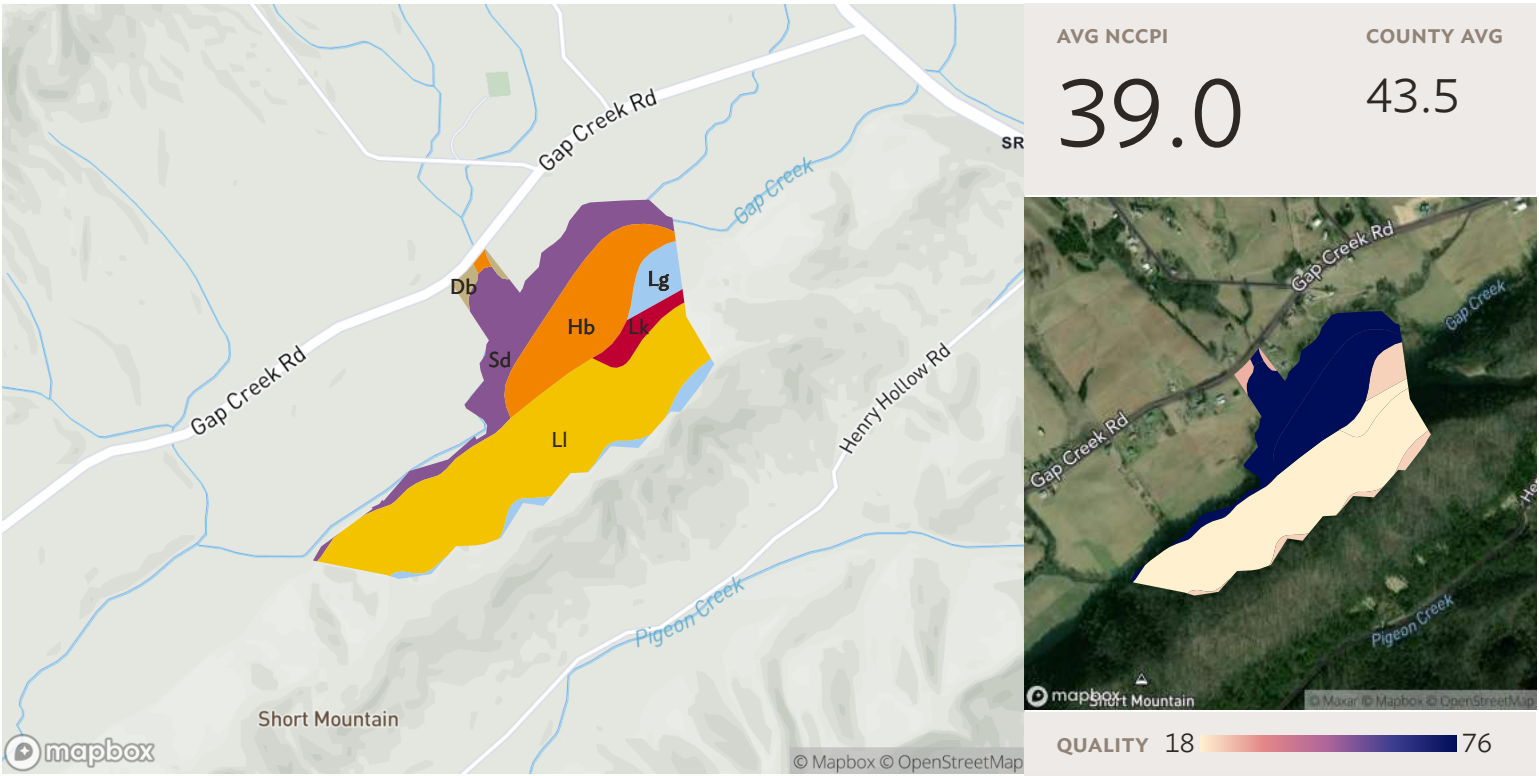 Gap Creek Rd
SR
Gap Creek
Db
Lg
Hb
Lk
Sd
Gap Creek Rd
Henry Hollow Rd
Ll
Pigeon Creek
Short Mountain
mapbox
© Mapbox © OpenStreetMap
AVG NCCPI
COUNTY AVG
39.0
43.5
Gap Creek Rd
Gap Creek
Gap Creek Rd
He
Pigeon Creek
mapbox
Short Mountain
© Maxar © Mapbox © OpenStreetMap
QUALITY 18 76